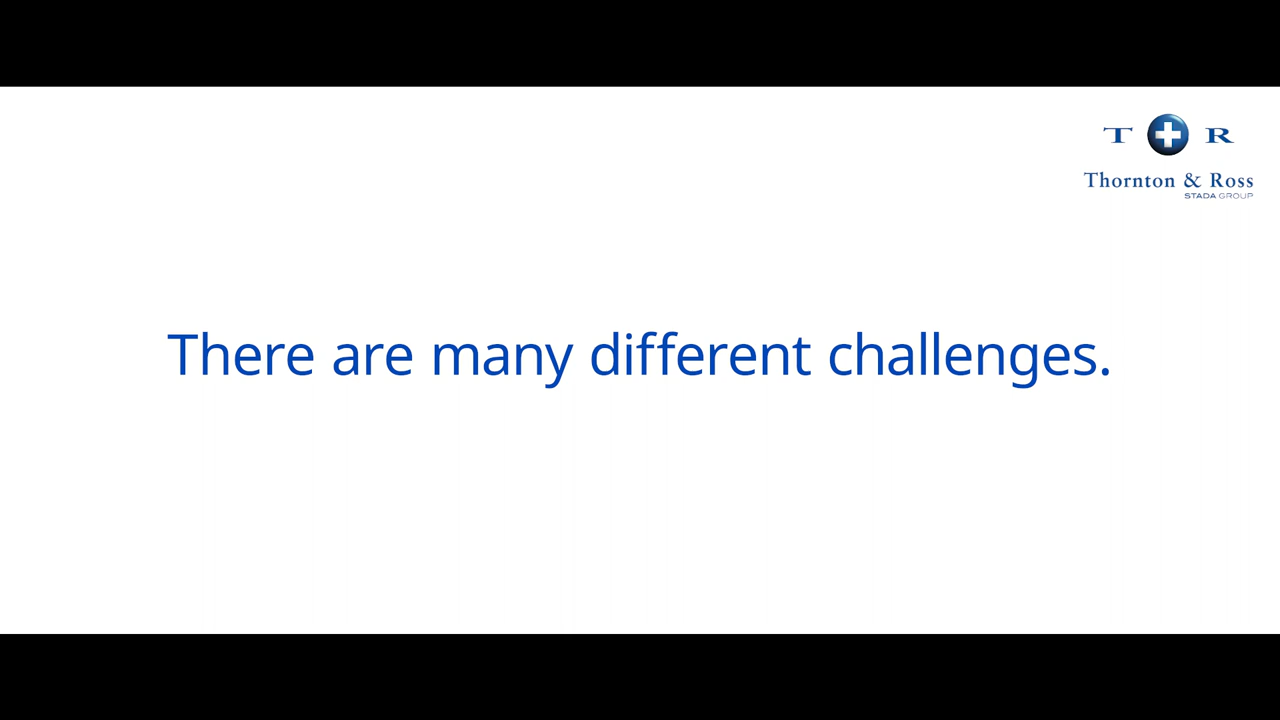 T R
Thornton & Ross
STADA GROUP
There are many different challenges.